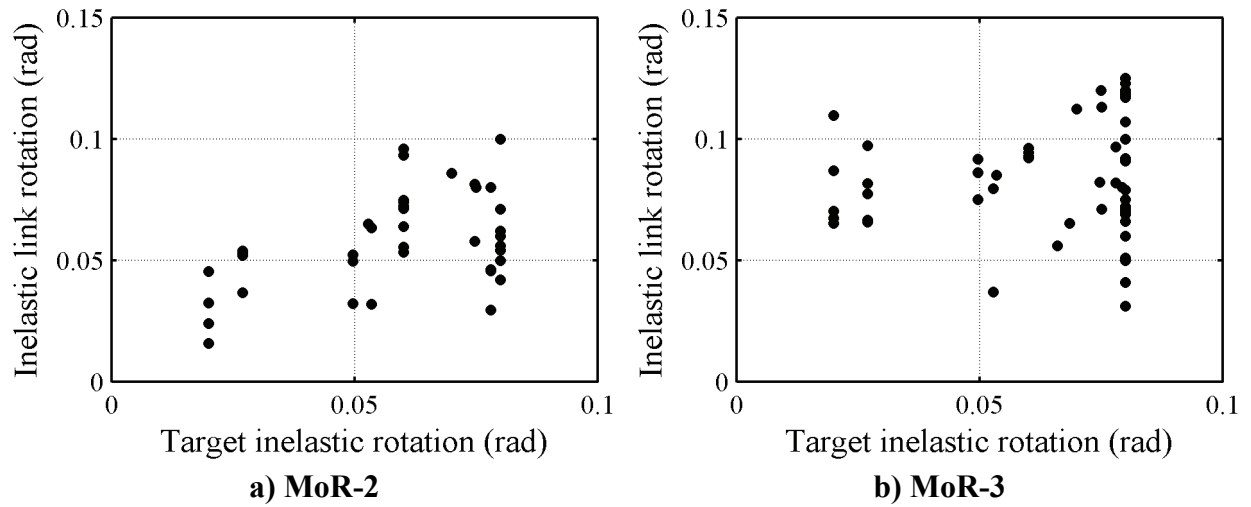 0.15
0.1
0.05
0
Inelastic link rotation (rad)
0
0.05
0.1
Target inelastic rotation (rad)
a) MoR-2
0.15
0.1
0.05
0
Inelastic link rotation (rad)
0
0.05
0.1
Target inelastic rotation (rad)
b) MoR-3